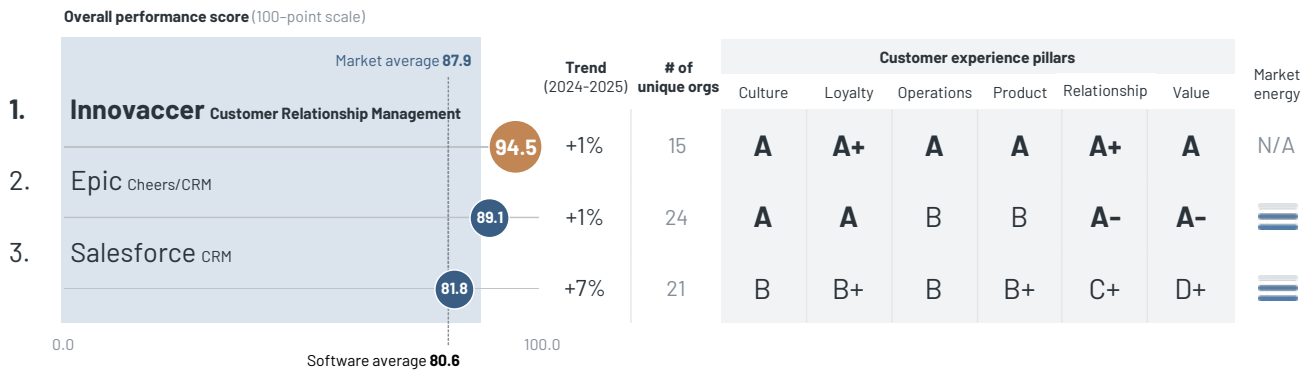 Overall performance score (100-point scale)
Market average 87.9
Trend
(2024-2025)
# of
unique orgs
Customer experience pillars
Culture Loyalty Operations Product Relationship Value
Market
energy
1. Innovaccer Customer Relationship Management
94.5 +1% 15 A A+ A A A+ A N/A
2. Epic Cheers/CRM
89.1 +1% 24 A A B B A- A-
3. Salesforce CRM
81.8 +7% 21 B B+ B B+ C+ D+
0.0 100.0
Software average 80.6